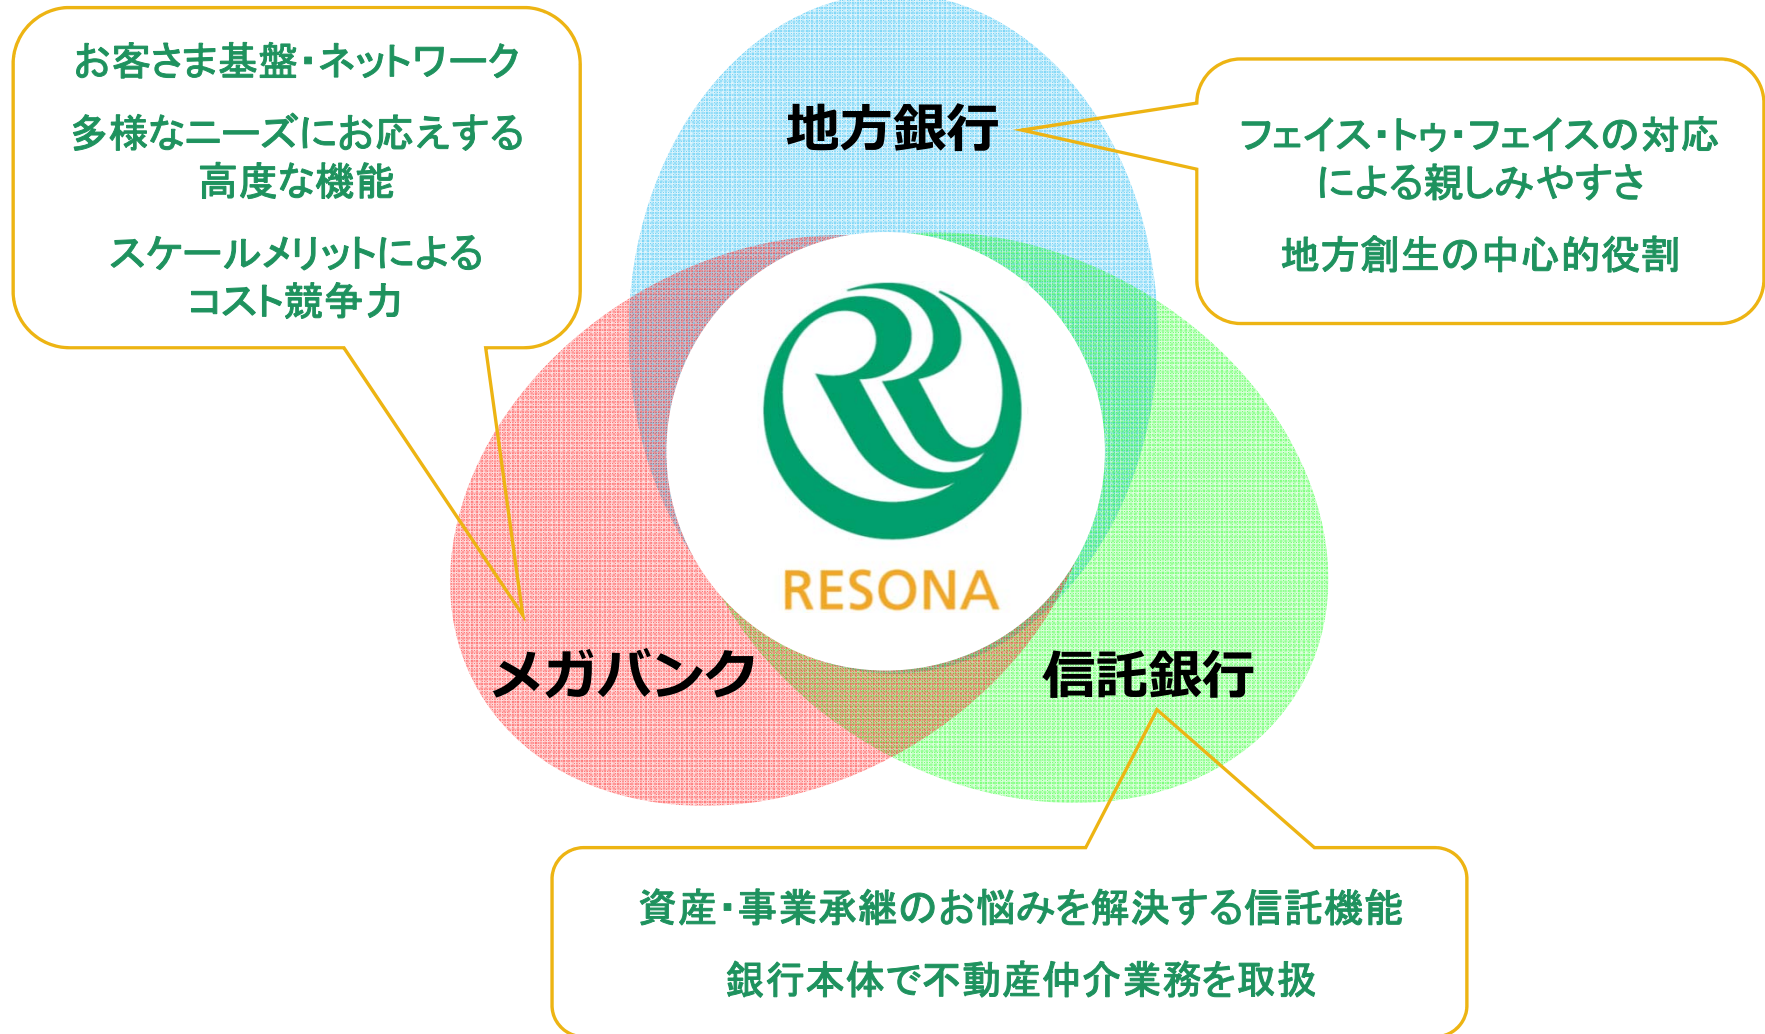 お客さま基盤・ネットワーク
多様なニーズにお応えする
高度な機能
スケールメリットによる
コスト競争力
地方銀行
フェイス・トゥ・フェイスの対応
による親しみやすさ
地方創生の中心的役割
RESONA
メガバンク
信託銀行
資産・事業承継のお悩みを解決する信託機能
銀行本体で不動産仲介業務を取扱